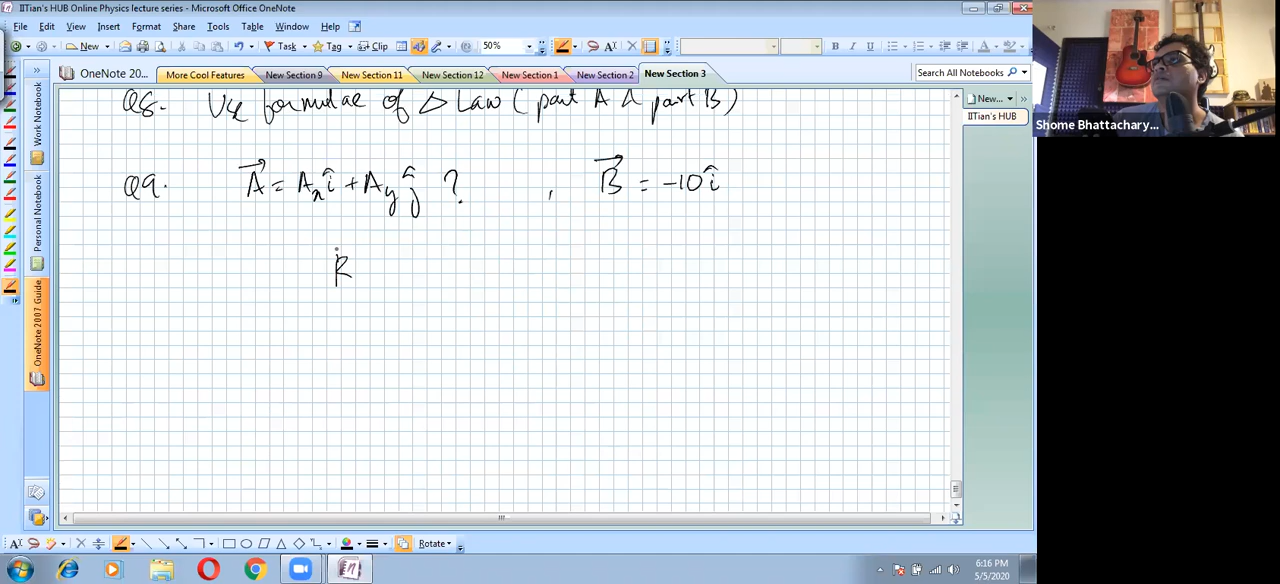 IITian's HUB Online Physics lecture series - Microsoft Office OneNote
File Edit View Insert Format Share Tools Table Window Help
New Task Tag Clip 50%
OneNote 20... More Cool Features New Section 9 New Section 11 New Section 12 New Section 1 New Section 2 New Section 3 Search All Notebooks
New...
IITian's HUB
Work Notebook
Personal Notebook
OneNote 2007 Guide
Shome Bhattachary...
Q8. Use formulae of △ Law (part A & part B)
Q9. A⃗ = Aₓî + Aᵧĵ ? , B⃗ = -10î
R
Rotate
6:16 PM
5/5/2020